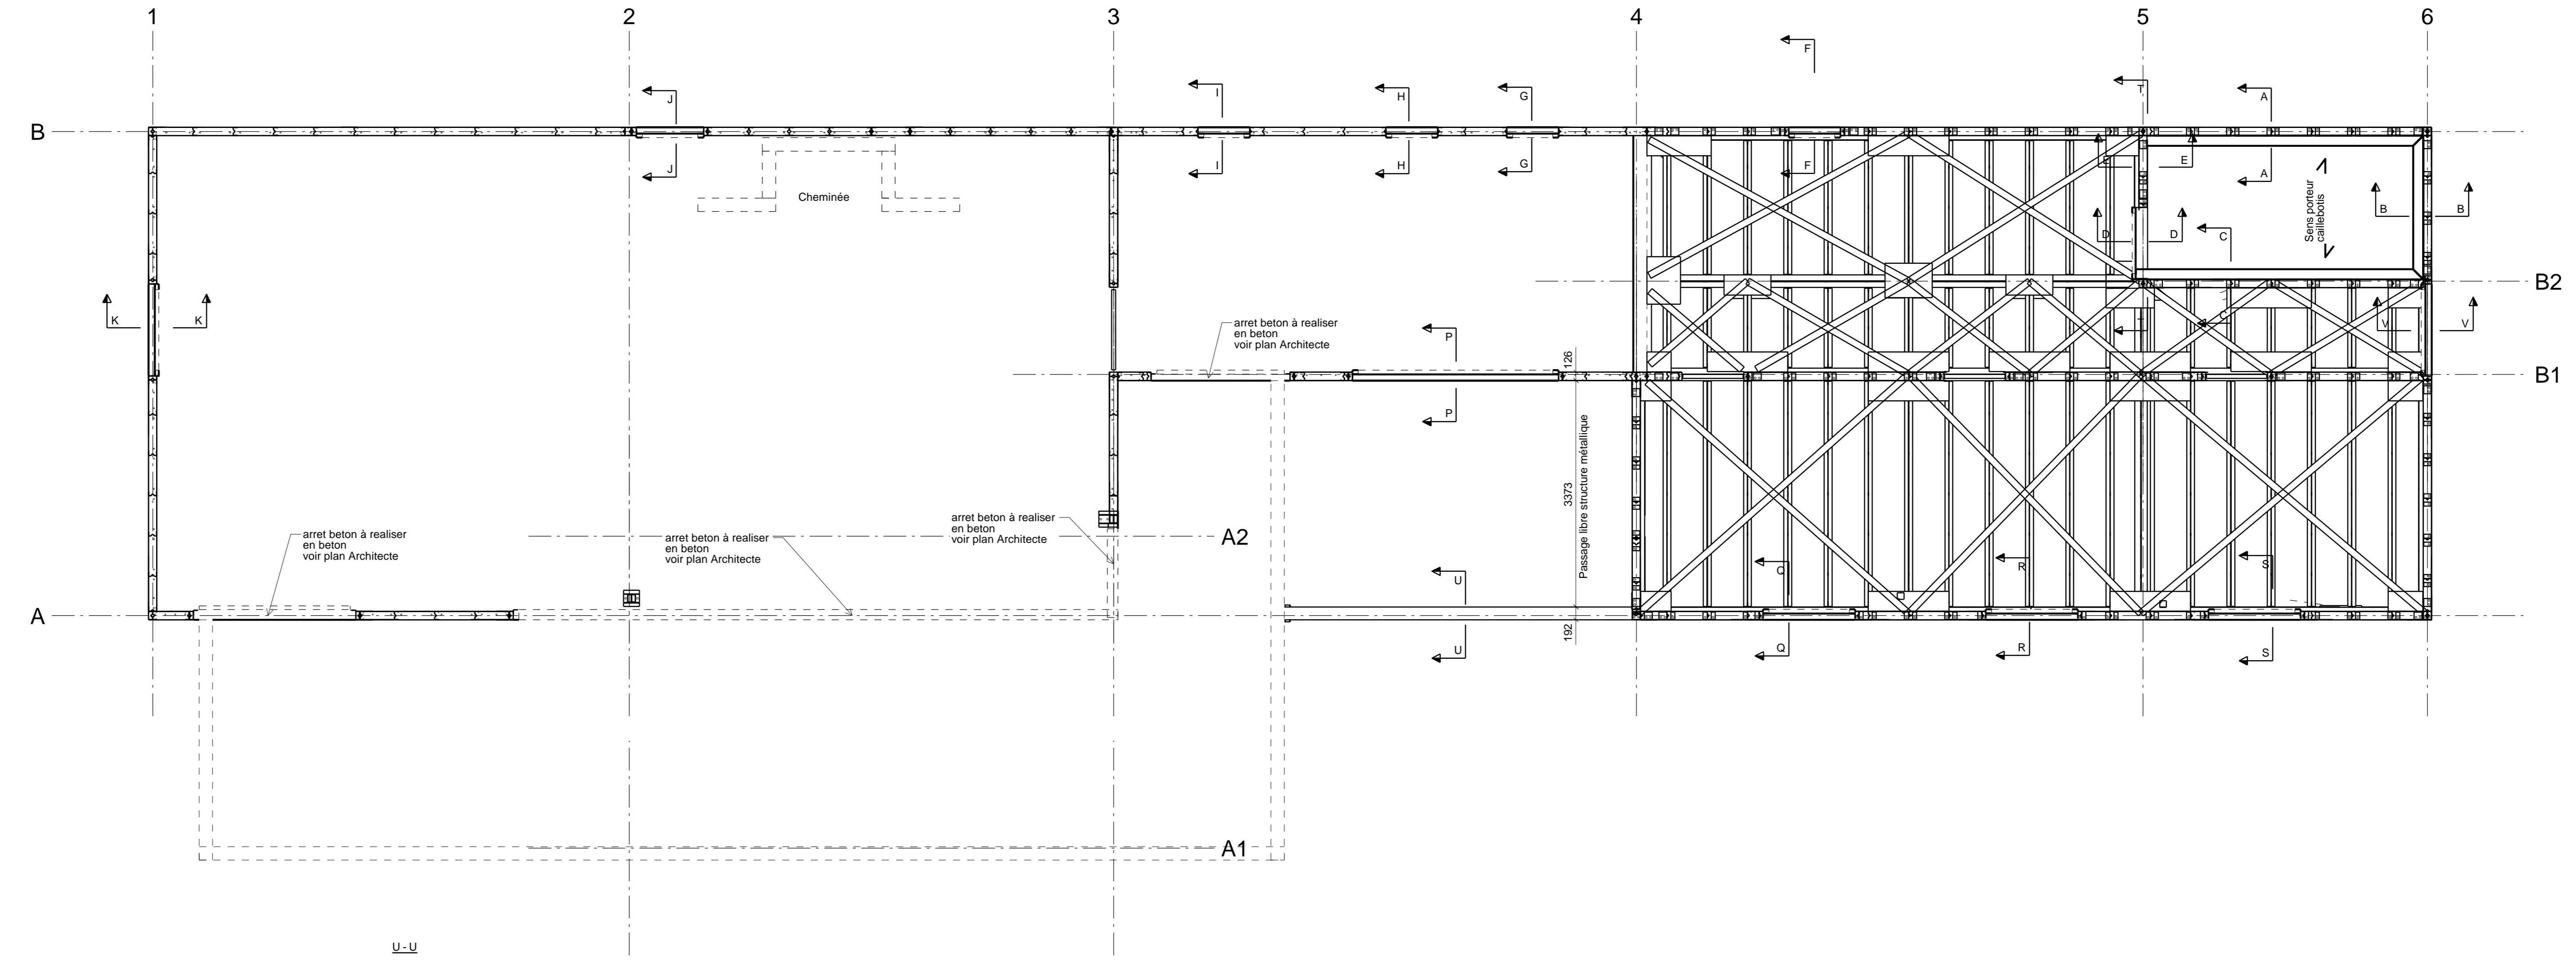 1 2 3 4 5 6
F F
T A
J I H G
B B
E E
J I H G F A
Cheminée
Sens porteur
caillebotis
B B
D D C
B2 B2
K K
T C V V
arret beton à realiser
en beton
voir plan Architecte
P
126
B1
P
Passage libre structure métallique
3373
arret beton à realiser
en beton
voir plan Architecte
arret beton à realiser
en beton
voir plan Architecte
arret beton à realiser
en beton
voir plan Architecte
A2
U Q R S
A
192
U Q R S
A1
U - U